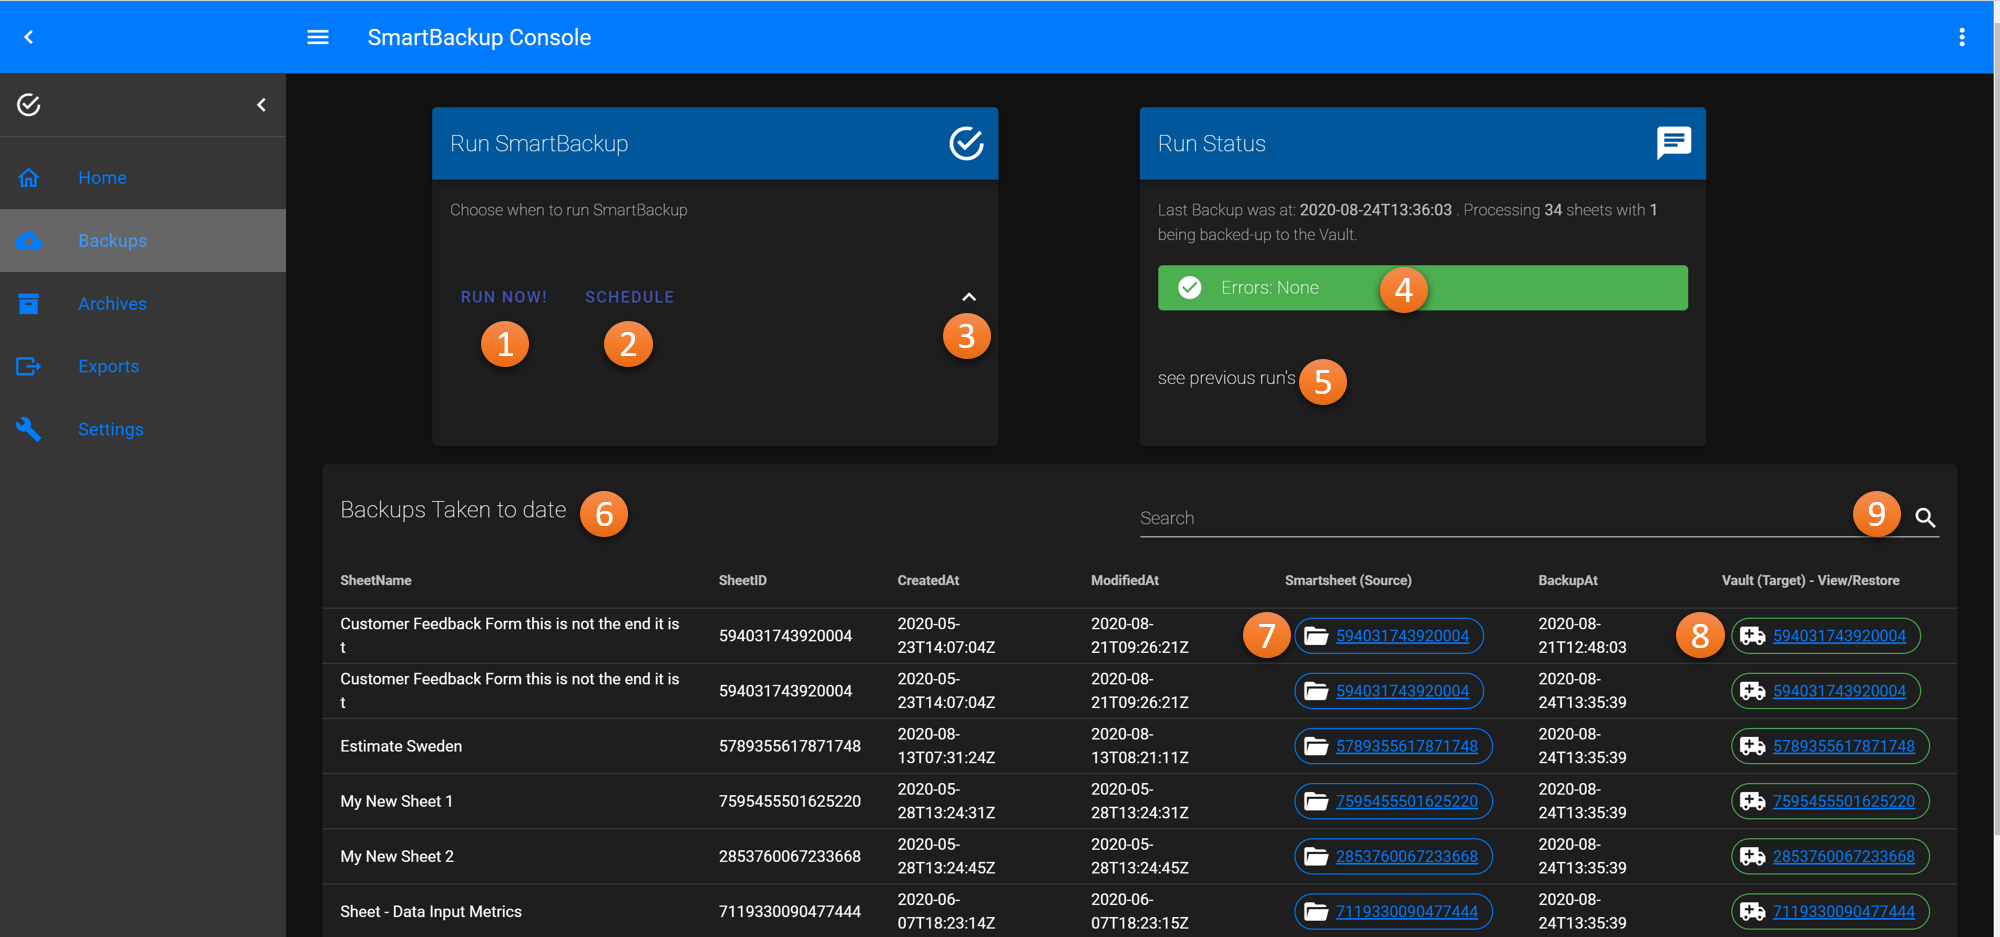 SmartBackup Console
Home
Backups
Archives
Exports
Settings
Run SmartBackup
Choose when to run SmartBackup
RUN NOW! SCHEDULE
1 2 3
Run Status
Last Backup was at: 2020-08-24T13:36:03 . Processing 34 sheets with 1
being backed-up to the Vault.
Errors: None 4
see previous run's 5
Backups Taken to date 6
Search 9
SheetName SheetID CreatedAt ModifiedAt Smartsheet (Source) BackupAt Vault (Target) - View/Restore
Customer Feedback Form this is not the end it is
t
594031743920004
2020-05-
23T14:07:04Z
2020-08-
21T09:26:21Z
7 594031743920004
2020-08-
21T12:48:03
8 594031743920004
Customer Feedback Form this is not the end it is
t
594031743920004
2020-05-
23T14:07:04Z
2020-08-
21T09:26:21Z
594031743920004
2020-08-
24T13:35:39
594031743920004
Estimate Sweden
5789355617871748
2020-08-
13T07:31:24Z
2020-08-
13T08:21:11Z
5789355617871748
2020-08-
24T13:35:39
5789355617871748
My New Sheet 1
7595455501625220
2020-05-
28T13:24:31Z
2020-05-
28T13:24:31Z
7595455501625220
2020-08-
24T13:35:39
7595455501625220
My New Sheet 2
2853760067233668
2020-05-
28T13:24:45Z
2020-05-
28T13:24:45Z
2853760067233668
2020-08-
24T13:35:39
2853760067233668
Sheet - Data Input Metrics
7119330090477444
2020-06-
07T18:23:14Z
2020-06-
07T18:23:15Z
7119330090477444
2020-08-
24T13:35:39
7119330090477444